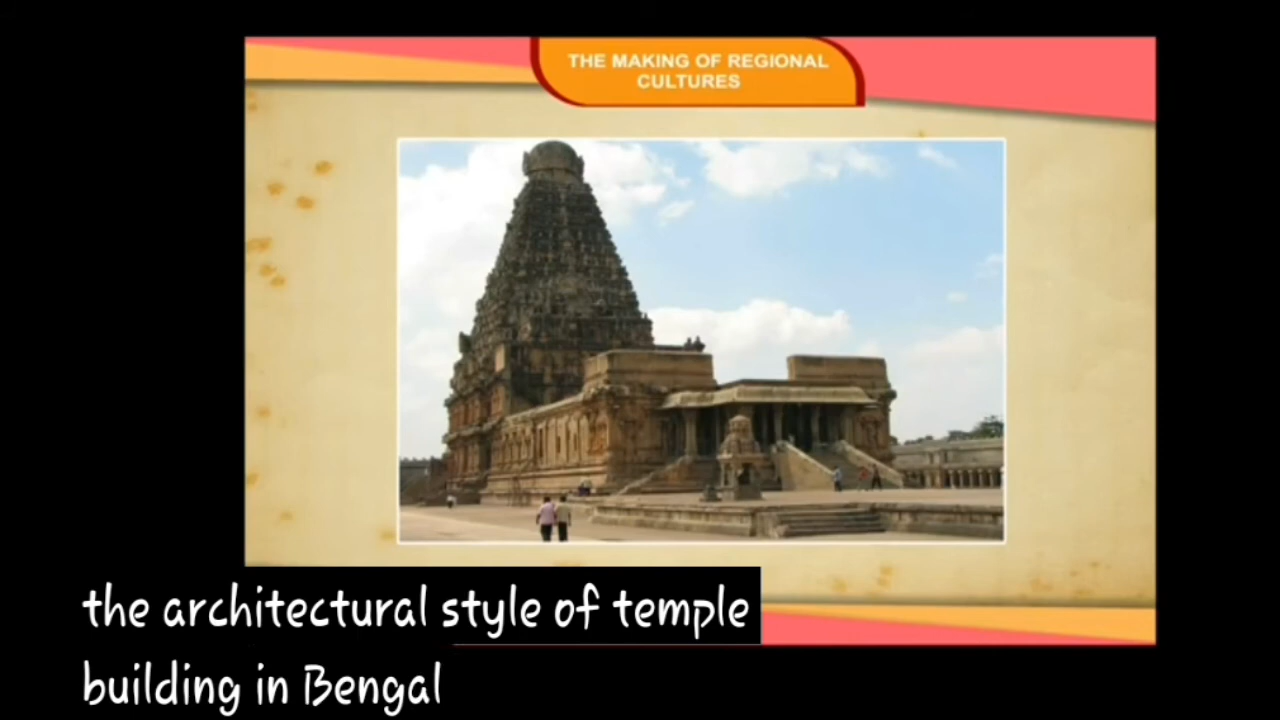 THE MAKING OF REGIONAL
CULTURES
the architectural style of temple
building in Bengal